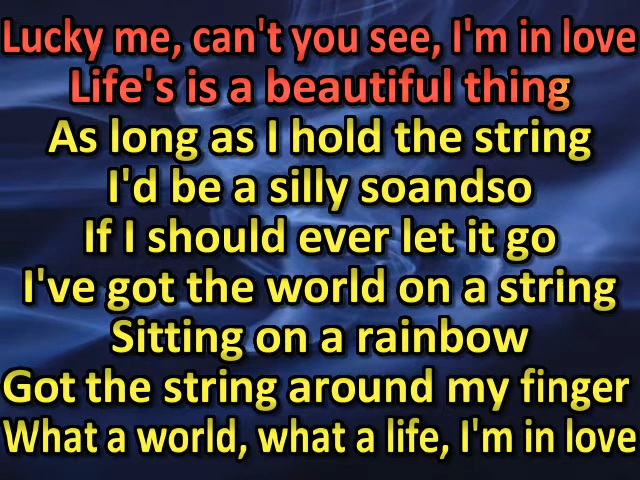 Lucky me, can't you see, I'm in love
Life's is a beautiful thing
As long as I hold the string
I'd be a silly soandso
If I should ever let it go
I've got the world on a string
Sitting on a rainbow
Got the string around my finger
What a world, what a life, I'm in love